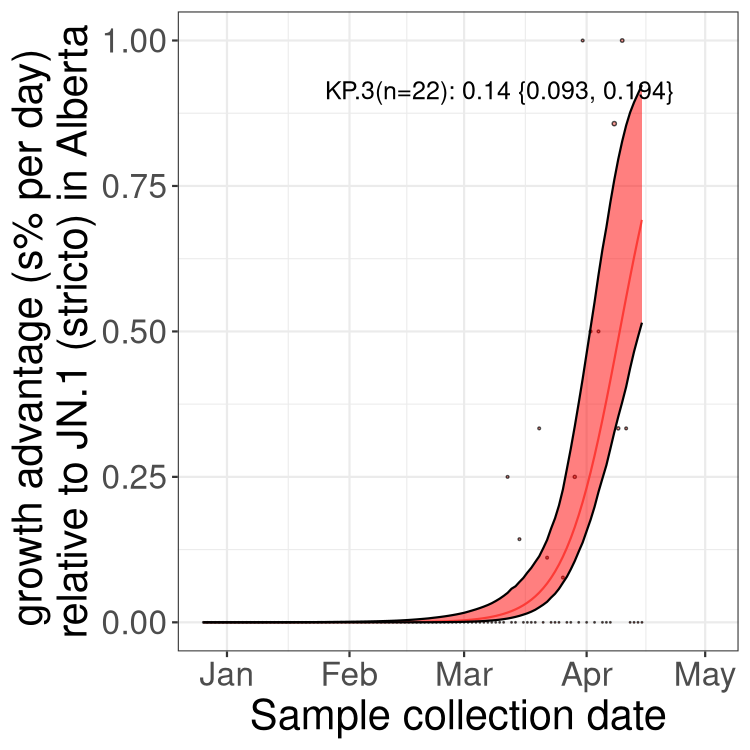 growth advantage (s% per day)
relative to JN.1 (stricto) in Alberta
1.00
0.75
0.50
0.25
0.00
KP.3(n=22): 0.14 {0.093, 0.194}
Jan
Feb
Mar
Apr
May
Sample collection date